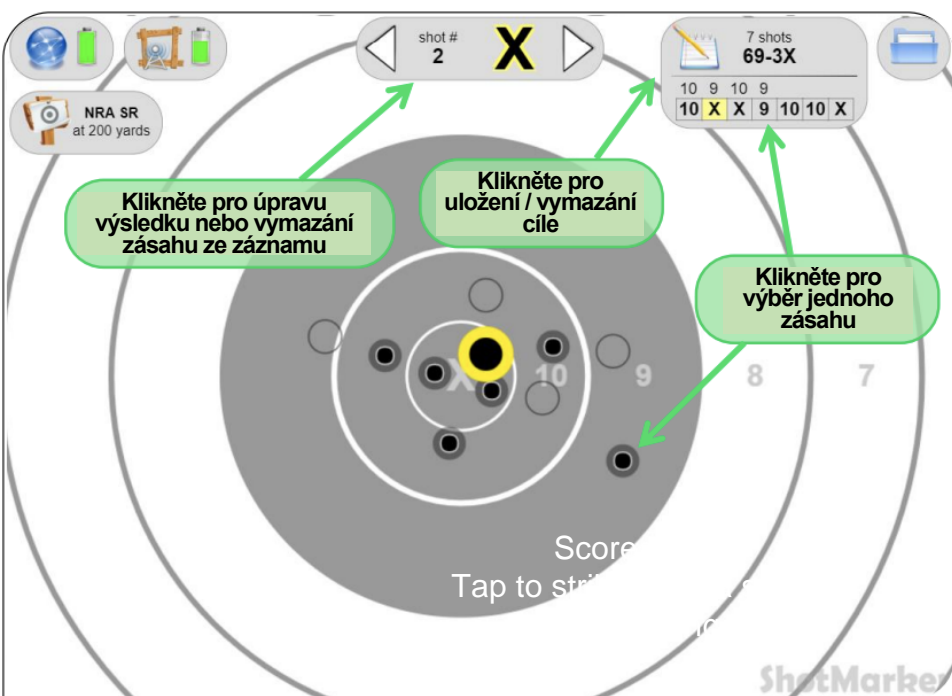 shot #
2
X
7 shots
69-3X
10 9 10 9
10 X X 9 10 10 X
NRA SR
at 200 yards
Klikněte pro úpravu
výsledku nebo vymazání
zásahu ze záznamu
Klikněte pro
uložení / vymazání
cíle
Klikněte pro
výběr jednoho
zásahu
X 10 9 8 7
Score
Tap to
ShotMarker